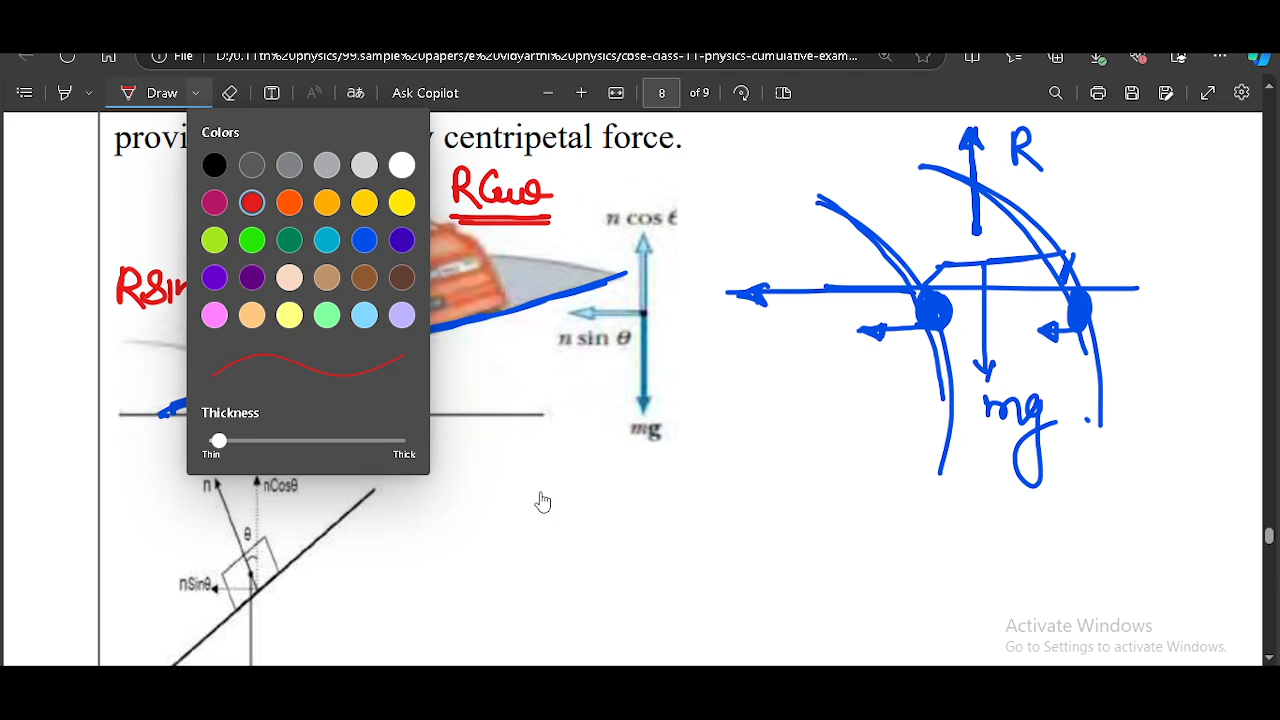 File D:/0.11th%20physics/99.sample%20papers/e%20vidyarthi%20physics/cbse-class-11-physics-cumulative-exam...
Draw
Ask Copilot
8 of 9
Colors
Thickness
Thin Thick
provi
centripetal force.
R Cosθ
R Sin
n cos θ
n sin θ
mg
R
mg
n
nCosθ
θ
nSinθ
Activate Windows
Go to Settings to activate Windows.